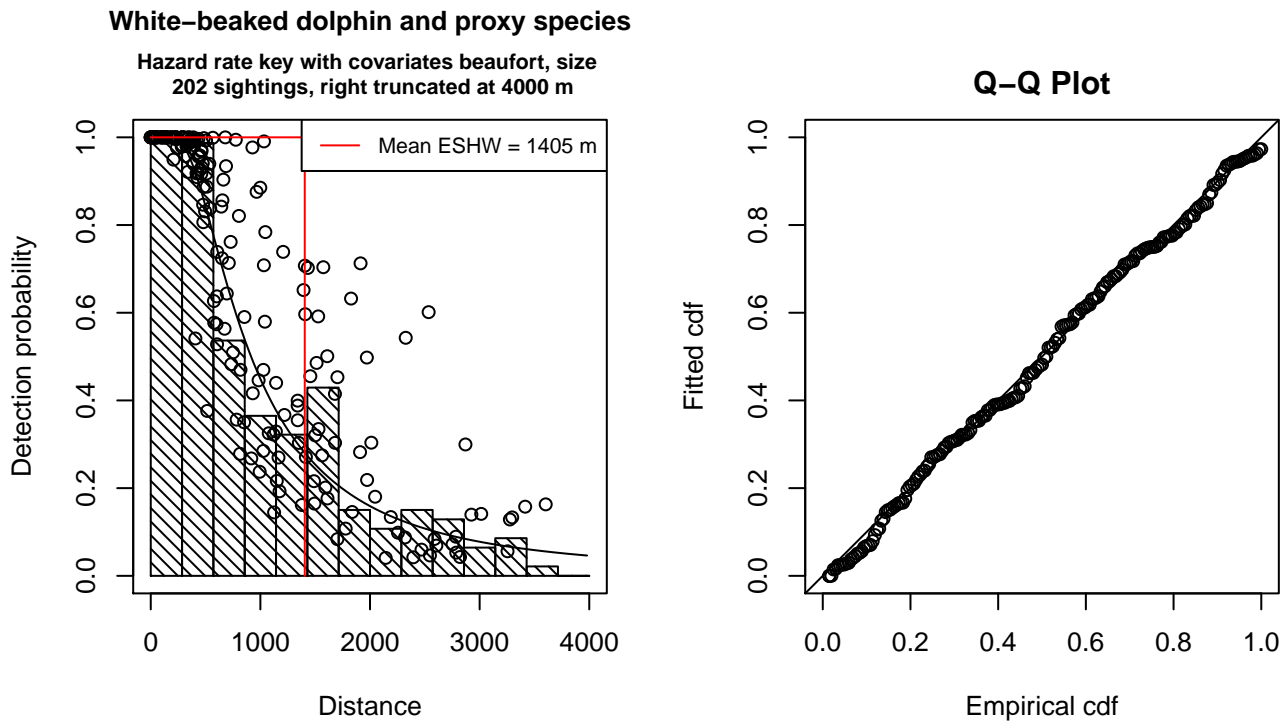 White−beaked dolphin and proxy species
Hazard rate key with covariates beaufort, size
202 sightings, right truncated at 4000 m
Mean ESHW = 1405 m
Detection probability
0.0 0.2 0.4 0.6 0.8 1.0
0 1000 2000 3000 4000
Distance
Q−Q Plot
Fitted cdf
0.0 0.2 0.4 0.6 0.8 1.0
0.0 0.2 0.4 0.6 0.8 1.0
Empirical cdf